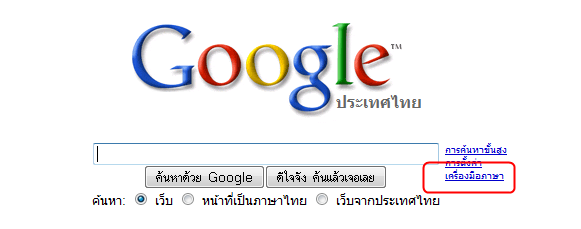 Google™
ประเทศไทย
การค้นหาขั้นสูง
การตั้งค่า
เครื่องมือภาษา
ค้นหาด้วย Google ดีใจจัง ค้นแล้วเจอเลย
ค้นหา: เว็บ หน้าที่เป็นภาษาไทย เว็บจากประเทศไทย